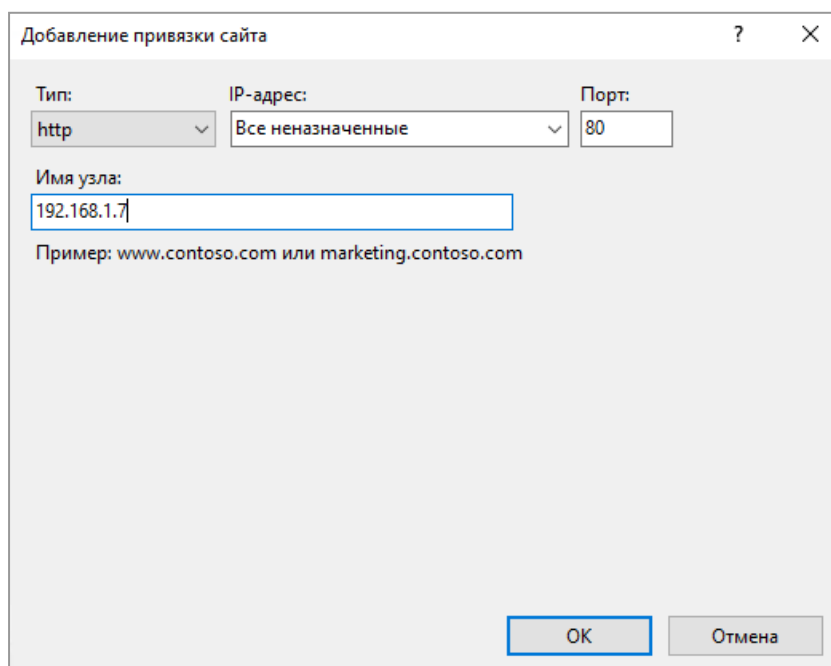 Добавление привязки сайта ?
Тип: IP-адрес: Порт:
http Все неназначенные 80
Имя узла:
192.168.1.7
Пример: www.contoso.com или marketing.contoso.com
ОК Отмена